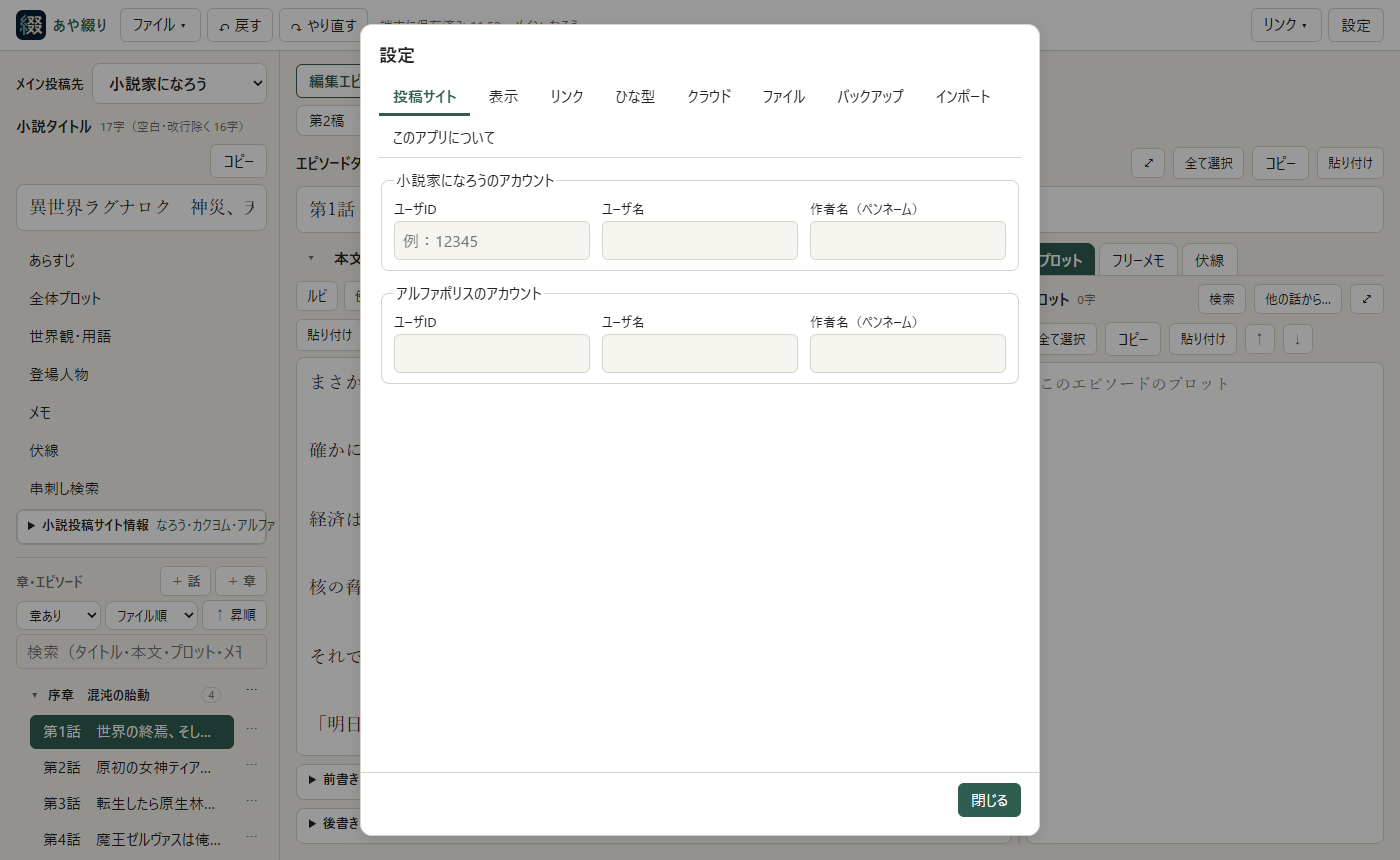 綴 あや綴り ファイル ▾ ↶ 戻す ↷ やり直す リンク ▾ 設定
メイン投稿先 小説家になろう
小説タイトル 17字（空白・改行除く16字）
コピー
異世界ラグナロク　神災、天
あらすじ
全体プロット
世界観・用語
登場人物
メモ
伏線
串刺し検索
▶ 小説投稿サイト情報 なろう・カクヨム・アルファ
章・エピソード ＋ 話 ＋ 章
章あり ファイル順 ↑ 昇順
検索（タイトル・本文・プロット・メモ
▾ 序章　混沌の胎動 4 …
第1話　世界の終焉、そし... …
第2話　原初の女神ティア... …
第3話　転生したら原生林... …
第4話　魔王ゼルヴァスは俺... …
編集エピ
第2稿
エピソードタ
第1話
▾ 本文
ルビ
貼り付け
まさか
確かに
経済は
核の脅
それで
「明日
▶ 前書き
▶ 後書き
設定
投稿サイト 表示 リンク ひな型 クラウド ファイル バックアップ インポート
このアプリについて
小説家になろうのアカウント
ユーザID ユーザ名 作者名（ペンネーム）
例：12345
アルファポリスのアカウント
ユーザID ユーザ名 作者名（ペンネーム）
閉じる
⤢ 全て選択 コピー 貼り付け
プロット フリーメモ 伏線
ロット 0字 検索 他の話から... ⤢
全て選択 コピー 貼り付け ↑ ↓
このエピソードのプロット